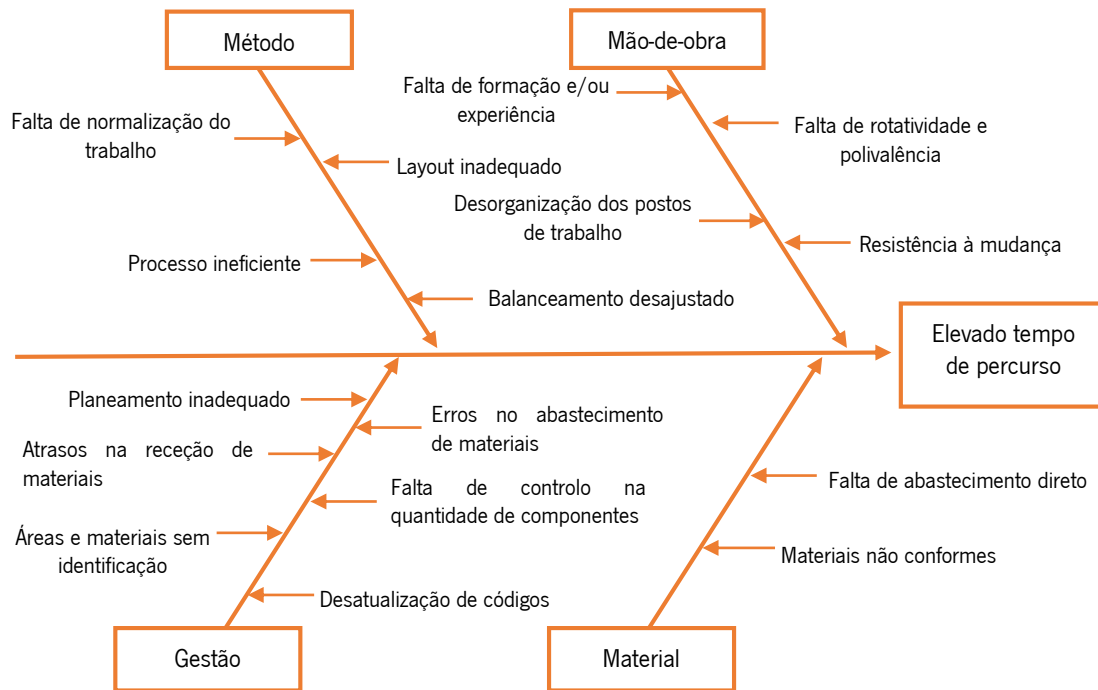 Método
Mão-de-obra
Falta de formação e/ou
experiência
Falta de normalização do
trabalho
Falta de rotatividade e
polivalência
Layout inadequado
Desorganização dos postos
de trabalho
Resistência à mudança
Processo ineficiente
Balanceamento desajustado
Elevado tempo
de percurso
Planeamento inadequado
Erros no abastecimento
de materiais
Atrasos na receção de
materiais
Falta de abastecimento direto
Falta de controlo na
quantidade de componentes
Áreas e materiais sem
identificação
Materiais não conformes
Desatualização de códigos
Gestão
Material